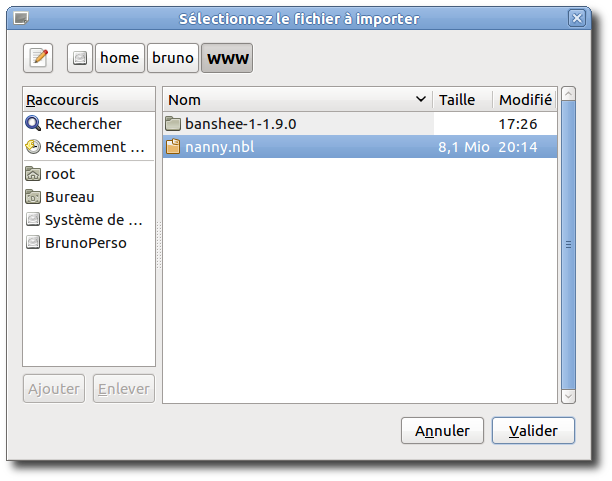 Sélectionnez le fichier à importer
home bruno www
Raccourcis
Rechercher
Récemment ...
root
Bureau
Système de ...
BrunoPerso
Nom Taille Modifié
banshee-1-1.9.0 17:26
nanny.nbl 8,1 Mio 20:14
Ajouter Enlever
Annuler Valider